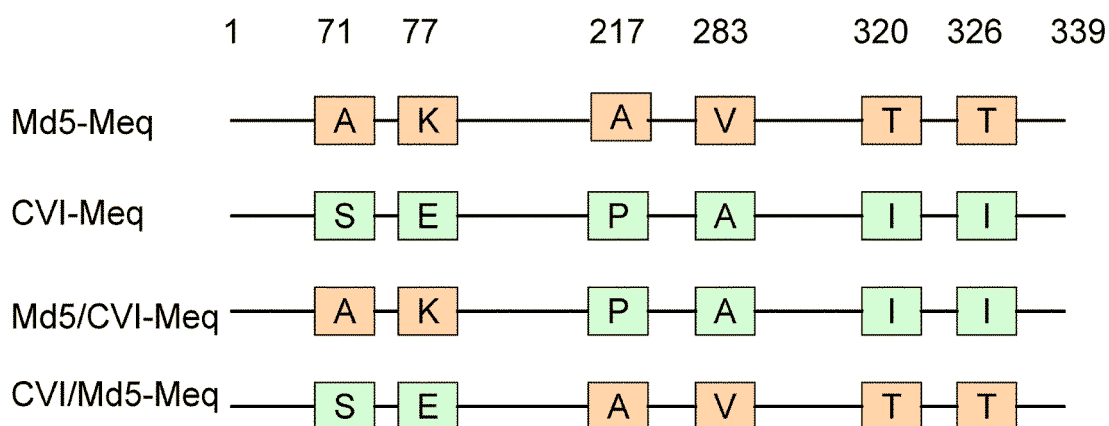 1 71 77 217 283 320 326 339
Md5-Meq A K A V T T
CVI-Meq S E P A I I
Md5/CVI-Meq A K P A I I
CVI/Md5-Meq S E A V T T